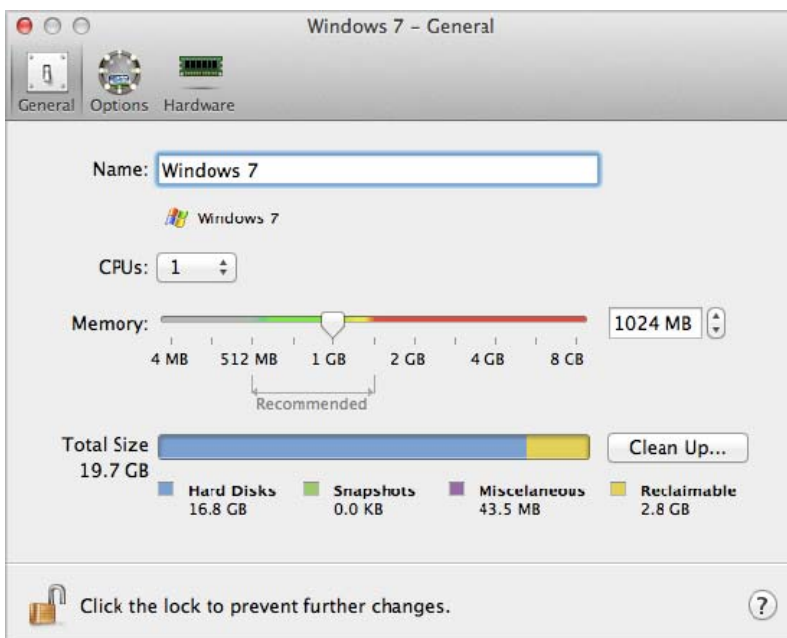 Windows 7 – General
General Options Hardware
Name: Windows 7
Windows 7
CPUs: 1
Memory: 1024 MB
4 MB 512 MB 1 GB 2 GB 4 GB 8 GB
Recommended
Total Size Clean Up...
19.7 GB
Hard Disks Snapshots Miscelaneous Reclaimable
16.8 GB 0.0 KB 43.5 MB 2.8 GB
Click the lock to prevent further changes. ?